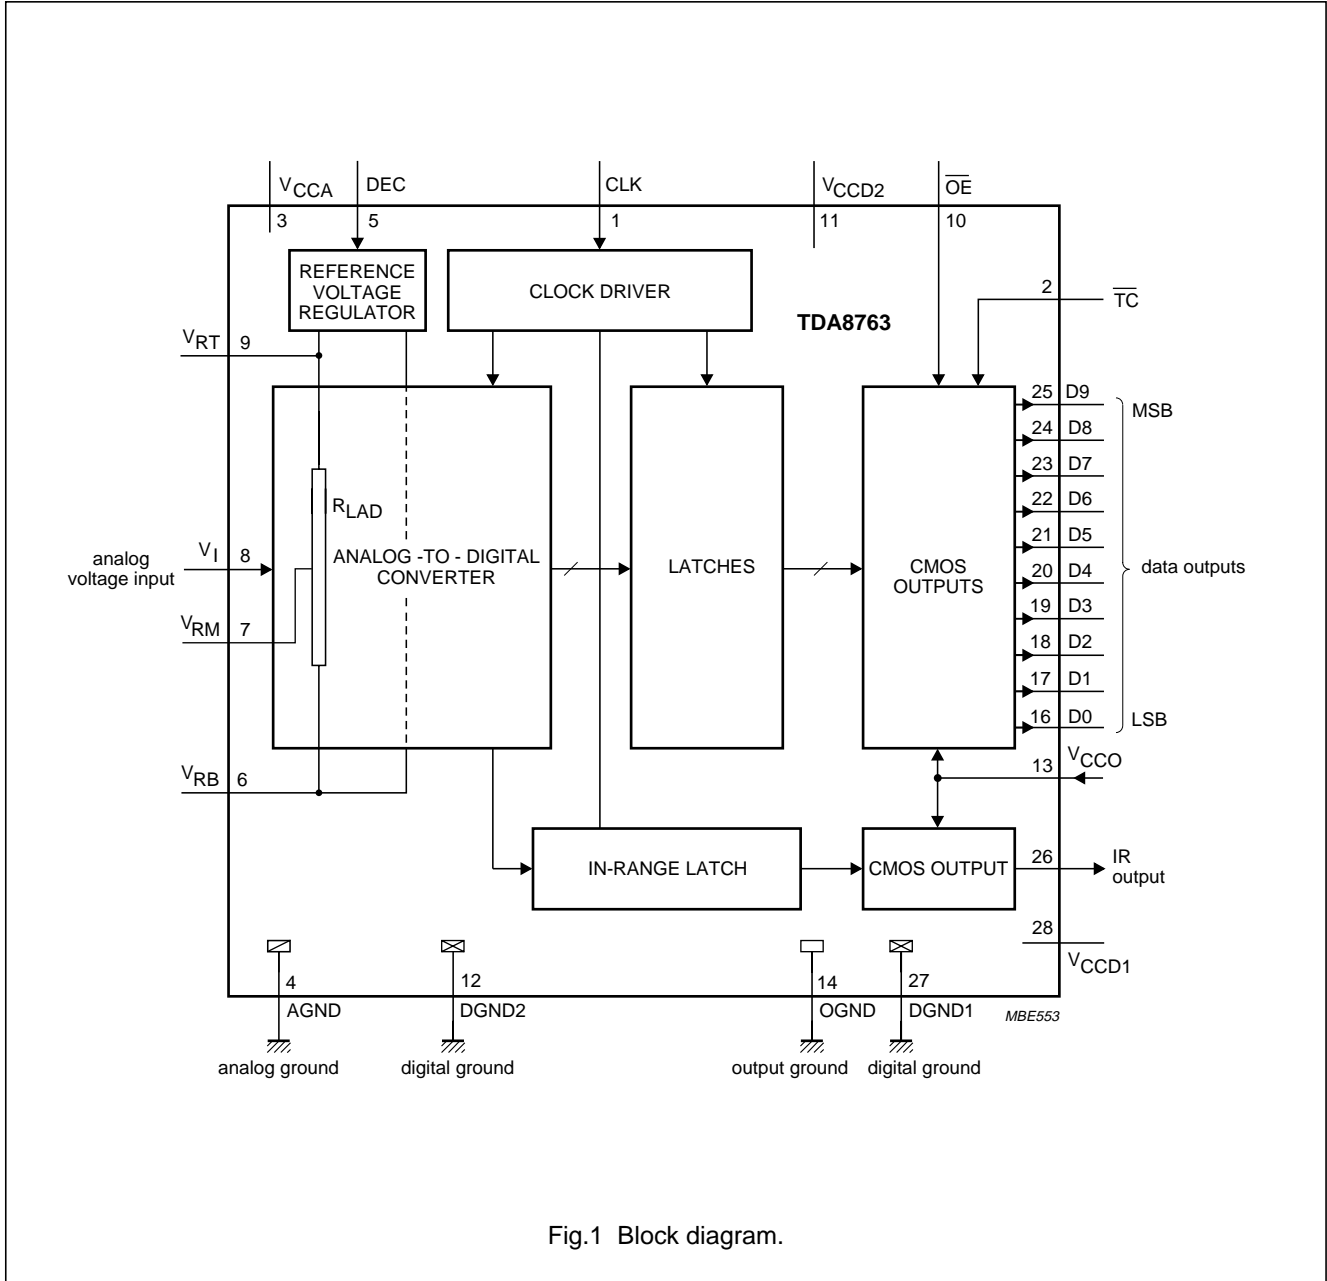 VCCA DEC CLK VCCD2 OE
3 5 1 11 10
REFERENCE
VOLTAGE
REGULATOR
CLOCK DRIVER
2 TC
TDA8763
VRT 9
25 D9 MSB
24 D8
23 D7
22 D6
21 D5
20 D4
19 D3
18 D2
17 D1
16 D0 LSB
data outputs
RLAD
analog
voltage input
VI 8
ANALOG -TO - DIGITAL
CONVERTER
LATCHES
CMOS
OUTPUTS
VRM 7
VRB 6
13 VCCO
IN-RANGE LATCH
CMOS OUTPUT
26 IR
output
28
VCCD1
4 12 14 27
AGND DGND2 OGND DGND1
MBE553
analog ground digital ground output ground digital ground
Fig.1 Block diagram.